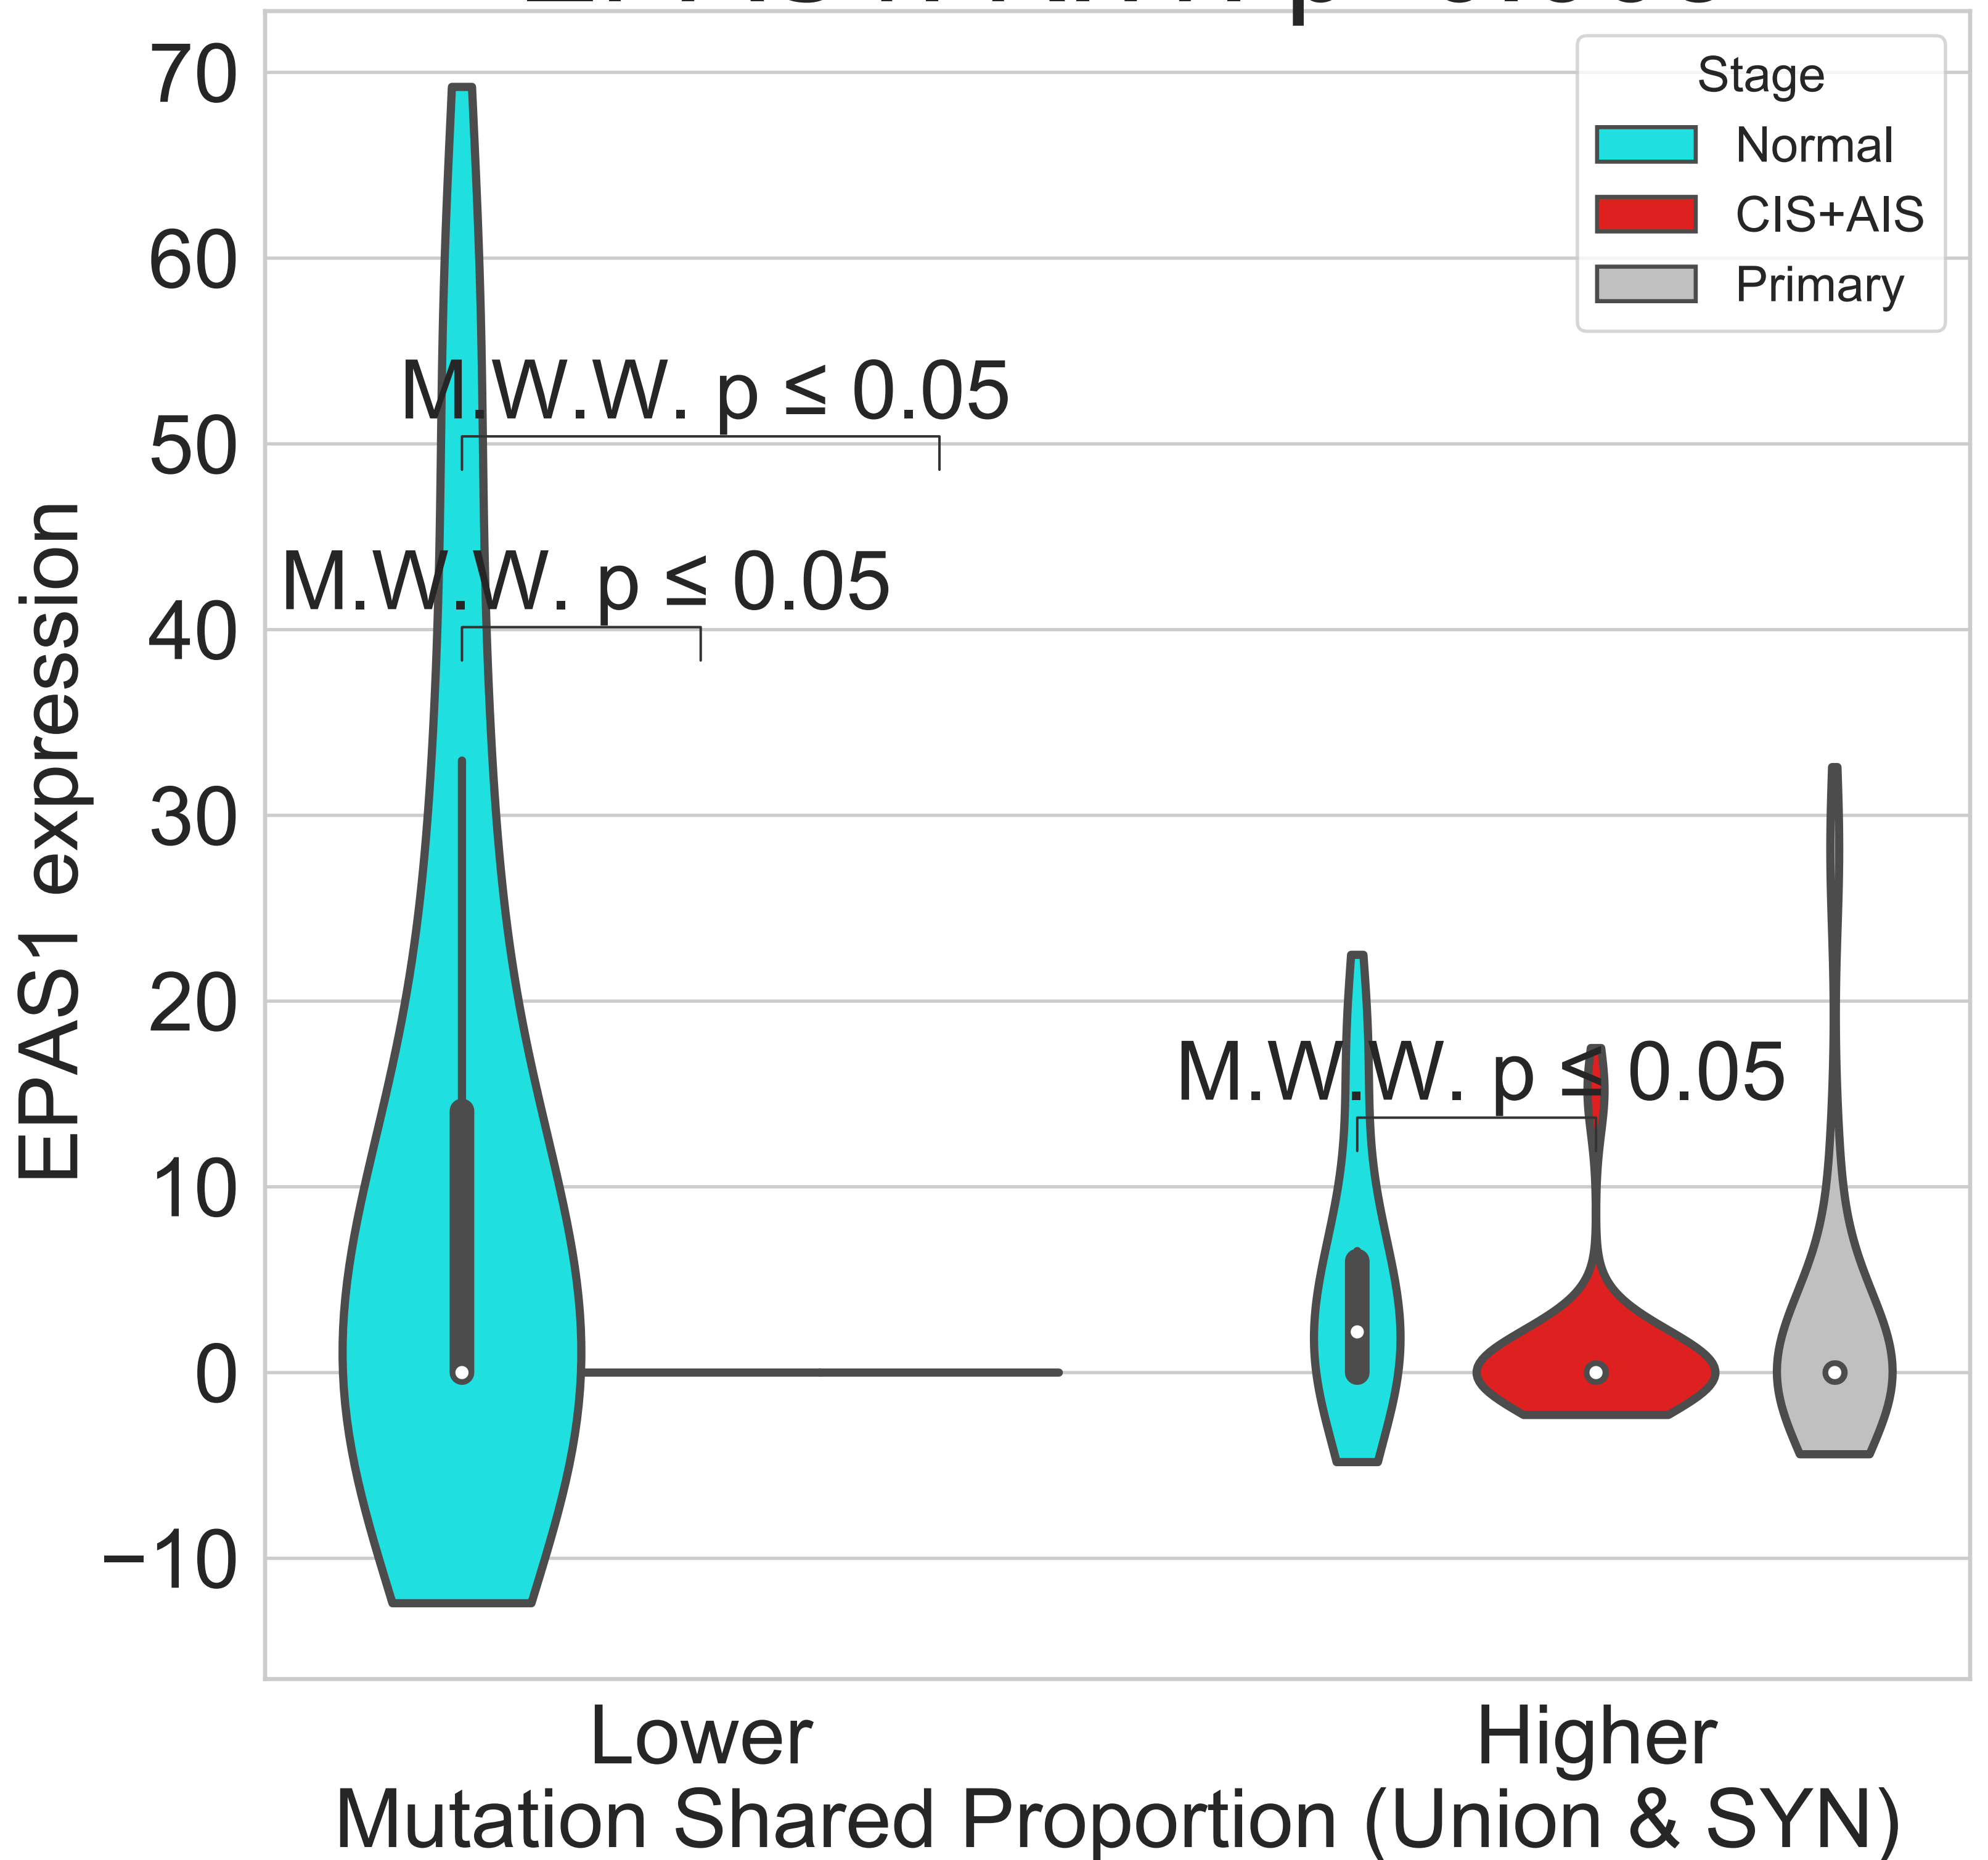 70
60
50
40
30
20
10
0
−10
EPAS1 expression
Stage
Normal
CIS+AIS
Primary
M.W.W. p ≤ 0.05
M.W.W. p ≤ 0.05
M.W.W. p ≤ 0.05
Lower
Higher
Mutation Shared Proportion (Union & SYN)